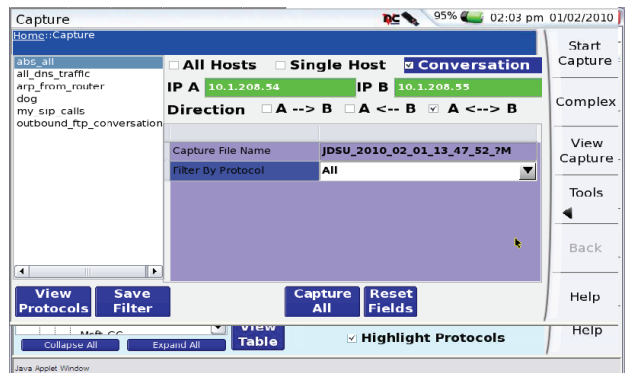 Capture
95%
02:03 pm 01/02/2010
Home::Capture
abs_all
all_dns_traffic
arp_from_router
dog
my_sip_calls
outbound_ftp_conversation
All Hosts Single Host Conversation
IP A 10.1.208.54 IP B 10.1.208.55
Direction A --> B A <-- B A <--> B
Capture File Name JDSU_2010_02_01_13_47_52_?M
Filter By Protocol All
View Protocols
Save Filter
Capture All
Reset Fields
Start Capture
Complex
View Capture
Tools
Back
Help
Help
Collapse All
Expand All
View Table
Highlight Protocols
Java Applet Window